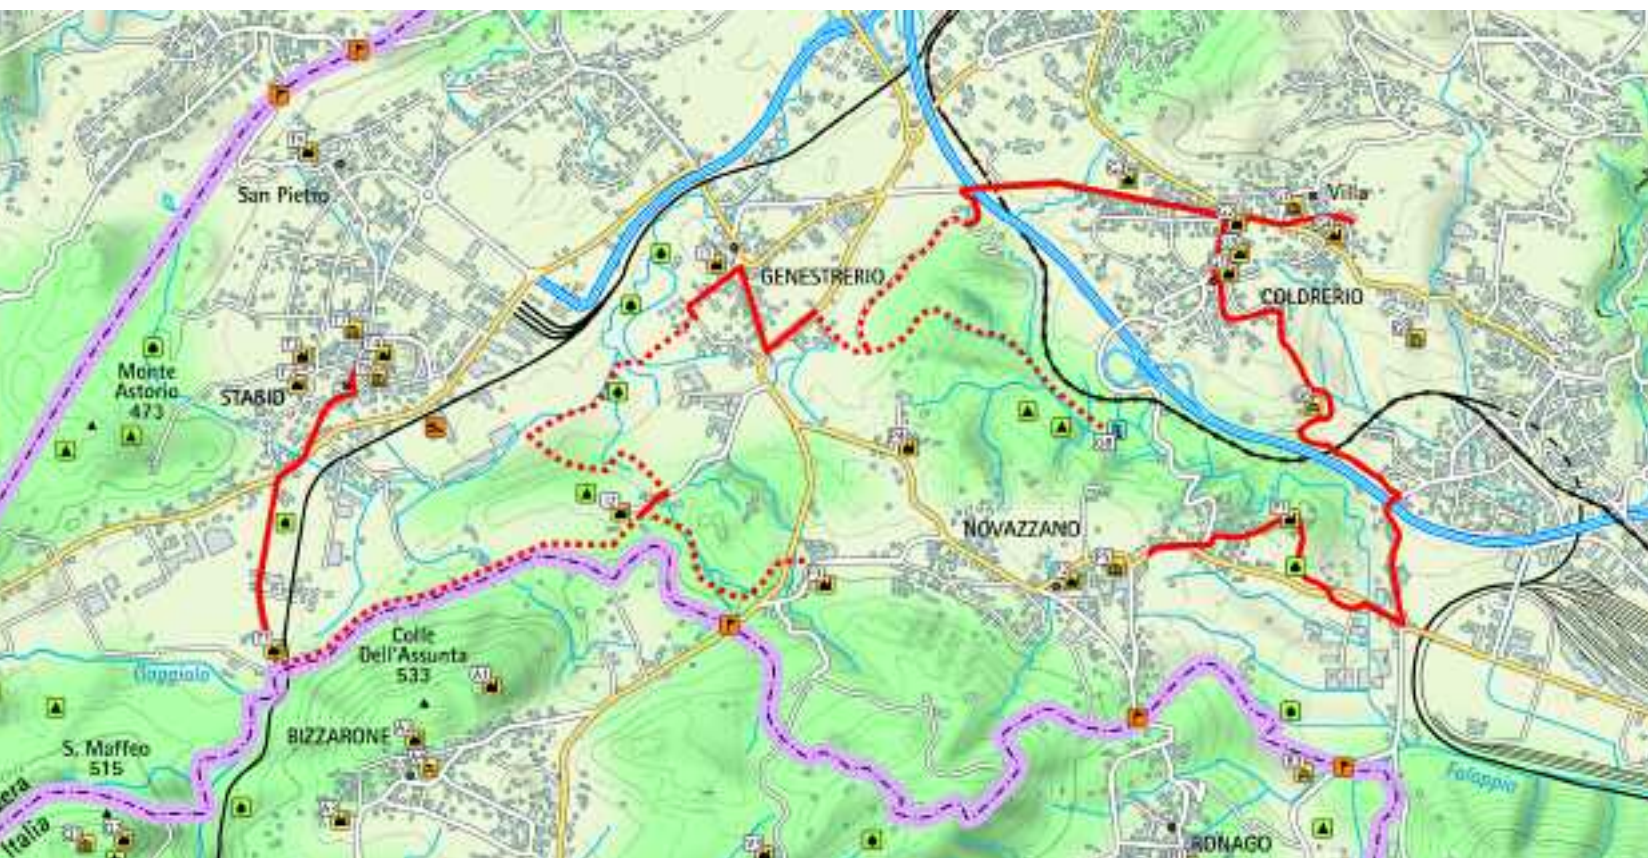 San Pietro
Villa
GENESTRERIO
COLDRERIO
Monte
Astorio
473
STABIO
NOVAZZANO
Colle
Dell'Assunta
533
Gaggiolo
BIZZARONE
S. Maffeo
515
Faloppia
Italia
RONAGO